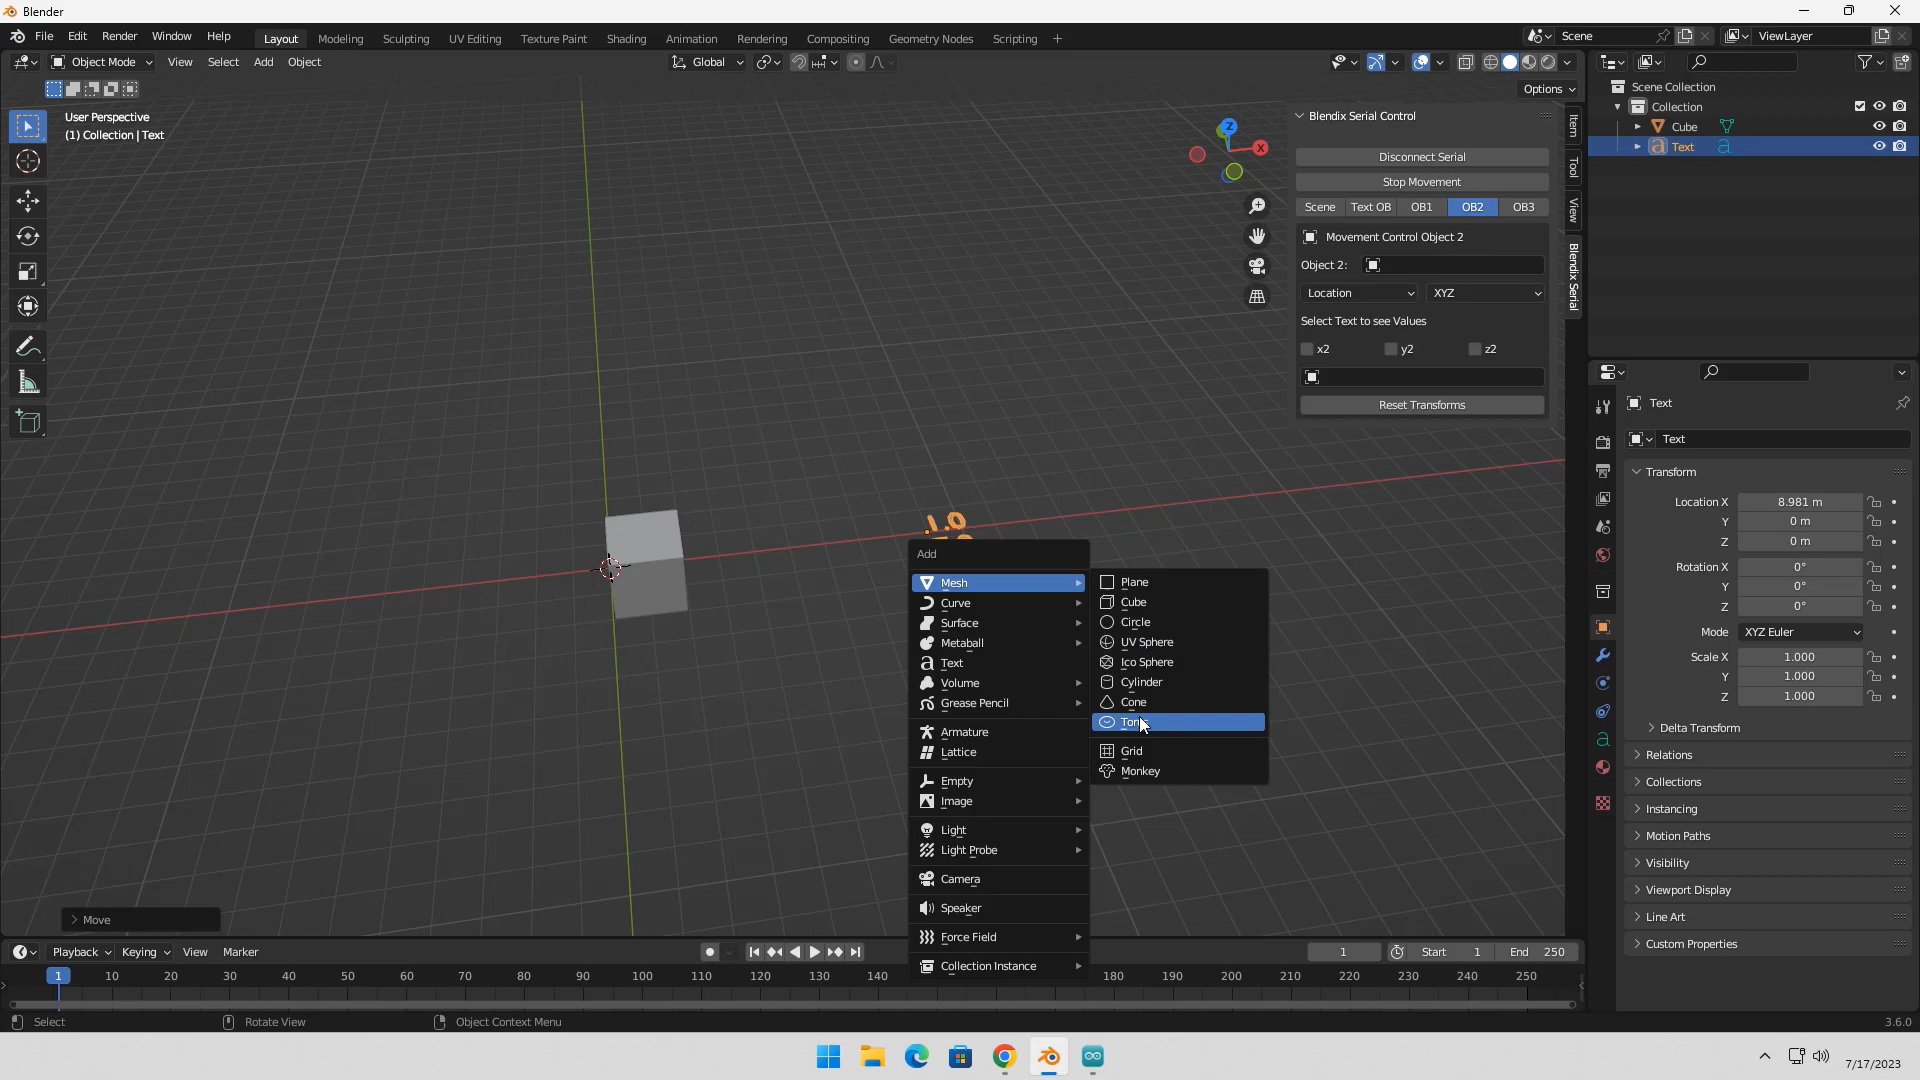 Blender
File Edit Render Window Help
Layout Modeling Sculpting UV Editing Texture Paint Shading Animation Rendering Compositing Geometry Nodes Scripting +
Scene
ViewLayer
Object Mode View Select Add Object
Global
Options
User Perspective
(1) Collection | Text
Z
X
Blendix Serial Control
Disconnect Serial
Stop Movement
Scene Text OB OB1 OB2 OB3
Movement Control Object 2
Object 2:
Location XYZ
Select Text to see Values
x2 y2 z2
Reset Transforms
Item
Tool
View
Blendix Serial
Scene Collection
Collection
Cube
Text
Text
Text
Transform
Location X 8.981 m
Y 0 m
Z 0 m
Rotation X 0°
Y 0°
Z 0°
Mode XYZ Euler
Scale X 1.000
Y 1.000
Z 1.000
Delta Transform
Relations
Collections
Instancing
Motion Paths
Visibility
Viewport Display
Line Art
Custom Properties
1.0
Add
Mesh
Curve
Surface
Metaball
Text
Volume
Grease Pencil
Armature
Lattice
Empty
Image
Light
Light Probe
Camera
Speaker
Force Field
Collection Instance
Plane
Cube
Circle
UV Sphere
Ico Sphere
Cylinder
Cone
Grid
Monkey
Move
Playback Keying View Marker
1 Start 1 End 250
1 10 20 30 40 50 60 70 80 90 100 110 120 130 140 180 190 200 210 220 230 240 250
Select Rotate View Object Context Menu
3.6.0
7/17/2023